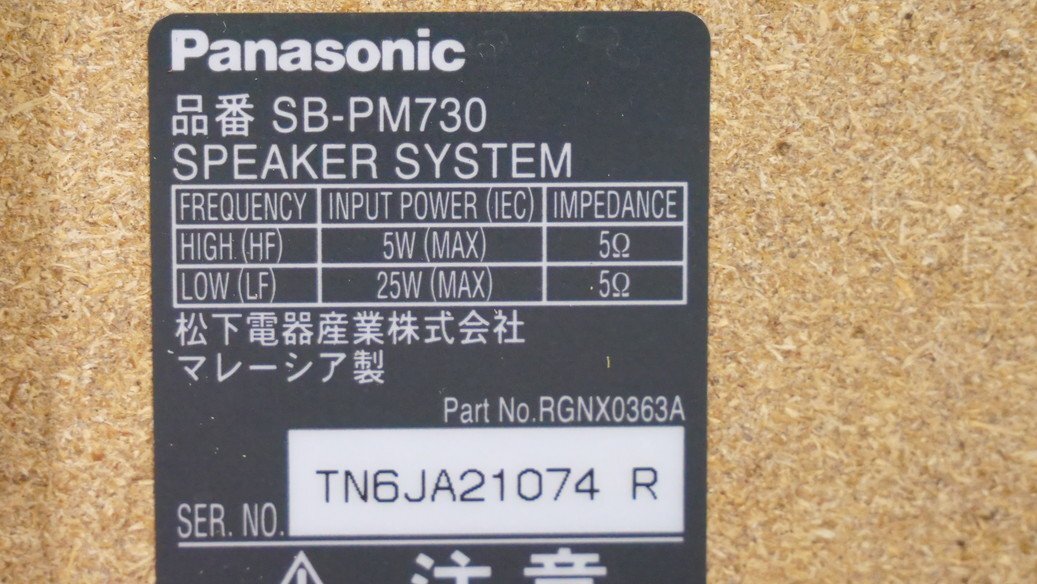 Panasonic
品番 SB-PM730
SPEAKER SYSTEM
FREQUENCY INPUT POWER (IEC) IMPEDANCE
HIGH (HF) 5W (MAX) 5Ω
LOW (LF) 25W (MAX) 5Ω
松下電器産業株式会社
マレーシア製
Part No.RGNX0363A
TN6JA21074 R
SER. NO.
注意